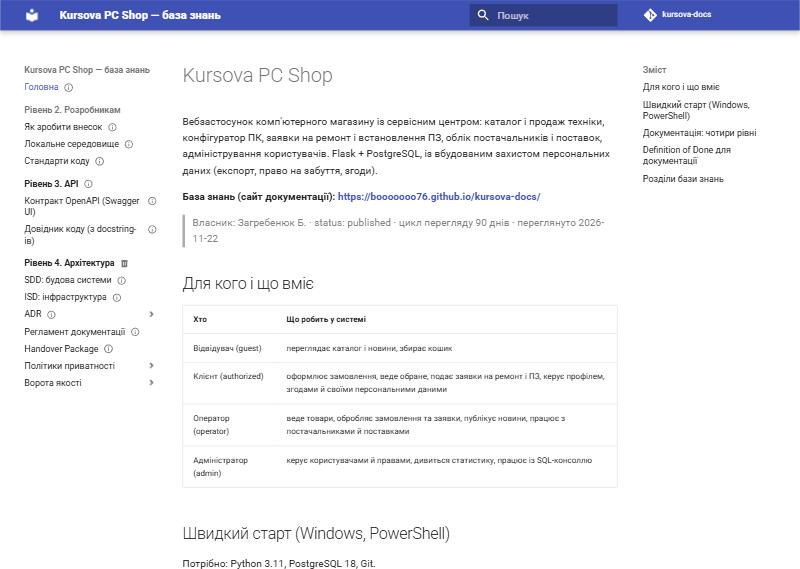 Kursova PC Shop — база знань
Пошук
kursova-docs
Kursova PC Shop — база знань
Головна
Рівень 2. Розробникам
Як зробити внесок
Локальне середовище
Стандарти коду
Рівень 3. API
Контракт OpenAPI (Swagger
UI)
Довідник коду (з docstring-
ів)
Рівень 4. Архітектура
SDD: будова системи
ISD: інфраструктура
ADR
Регламент документації
Handover Package
Політики приватності
Ворота якості
Kursova PC Shop
Вебзастосунок комп'ютерного магазину із сервісним центром: каталог і продаж техніки,
конфігуратор ПК, заявки на ремонт і встановлення ПЗ, облік постачальників і поставок,
адміністрування користувачів. Flask + PostgreSQL, із вбудованим захистом персональних
даних (експорт, право на забуття, згоди).
База знань (сайт документації): https://booooooo76.github.io/kursova-docs/
Власник: Загребенюк Б. · status: published · цикл перегляду 90 днів · переглянуто 2026-
11-22
Для кого і що вміє
Хто Що робить у системі
Відвідувач (guest) переглядає каталог і новини, збирає кошик
Клієнт (authorized) оформлює замовлення, веде обране, подає заявки на ремонт і ПЗ, керує профілем,
згодами й своїми персональними даними
Оператор
(operator) веде товари, обробляє замовлення та заявки, публікує новини, працює з
постачальниками й поставками
Адміністратор
(admin) керує користувачами й правами, дивиться статистику, працює із SQL-консоллю
Швидкий старт (Windows, PowerShell)
Потрібно: Python 3.11, PostgreSQL 18, Git.
Зміст
Для кого і що вміє
Швидкий старт (Windows,
PowerShell)
Документація: чотири рівні
Definition of Done для
документації
Розділи бази знань